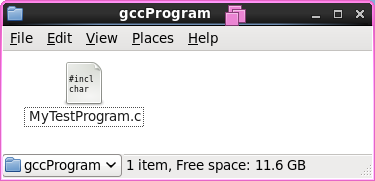 gccProgram
File Edit View Places Help
#incl
char
MyTestProgram.c
gccProgram 1 item, Free space: 11.6 GB